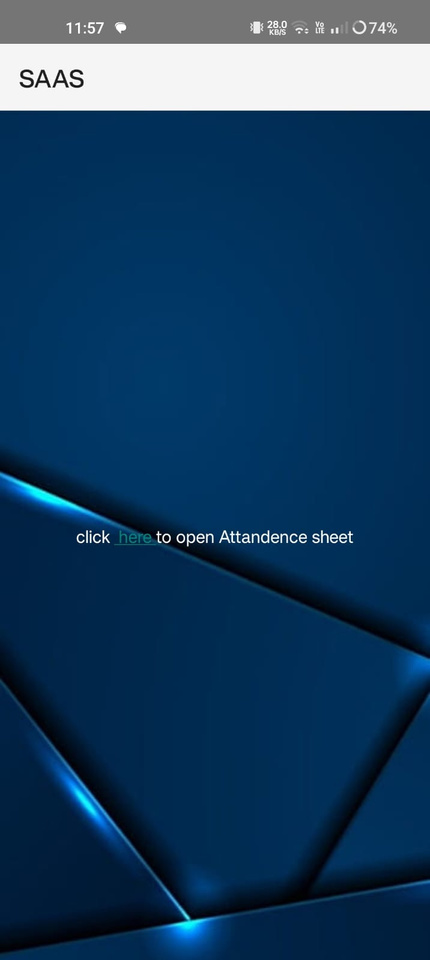 11:57 28.0 KB/S Vo LTE 74%
SAAS
click here to open Attandence sheet